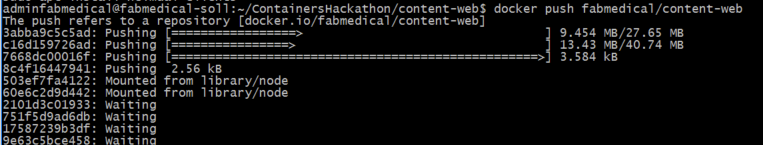 adminfabmedical@fabmedical-Soll:~/ContainersHackathon/content-web$ docker push fabmedical/content-web
The push refers to a repository [docker.io/fabmedical/content-web]
3abba9c5c5ad: Pushing [=================>                                 ] 9.454 MB/27.65 MB
c16d159726ad: Pushing [================>                                  ] 13.43 MB/40.74 MB
7668dc00016f: Pushing [==================================================>] 3.584 kB
8c4f16447941: Pushing 2.56 kB
503ef7fa4122: Mounted from library/node
60e6c2d9d442: Mounted from library/node
2101d3c01933: Waiting
751f5d9ad6db: Waiting
17587239b3df: Waiting
9e63c5bce458: Waiting